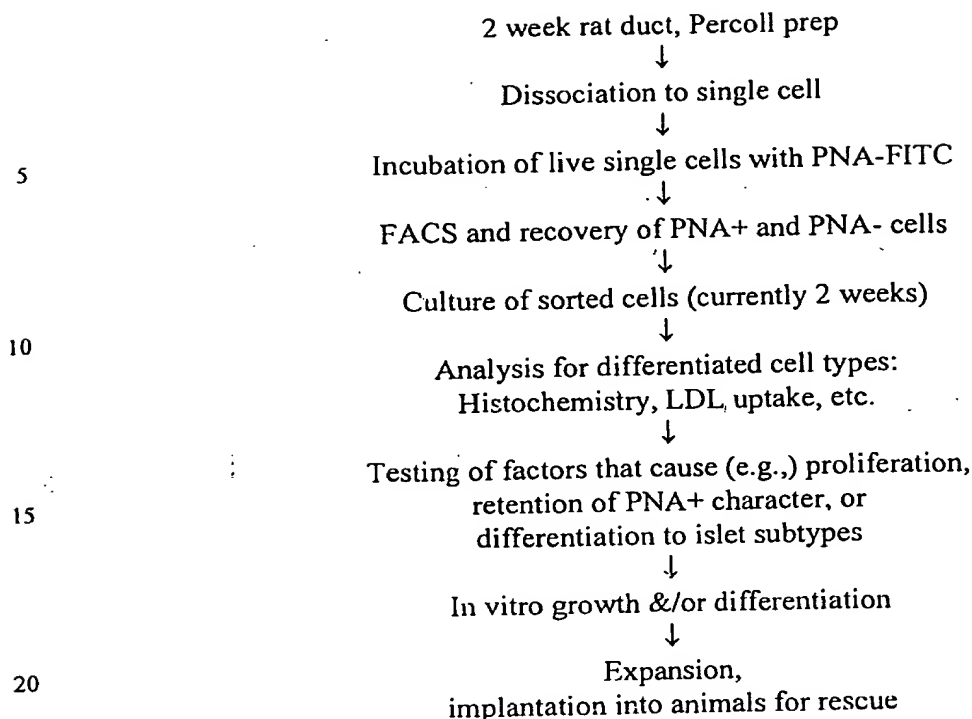 2 week rat duct, Percoll prep
↓
Dissociation to single cell
↓
5 Incubation of live single cells with PNA-FITC
↓
FACS and recovery of PNA+ and PNA- cells
↓
Culture of sorted cells (currently 2 weeks)
↓
10
Analysis for differentiated cell types:
Histochemistry, LDL uptake, etc.
↓
Testing of factors that cause (e.g.,) proliferation,
15 retention of PNA+ character, or
differentiation to islet subtypes
↓
In vitro growth &/or differentiation
↓
20 Expansion,
implantation into animals for rescue